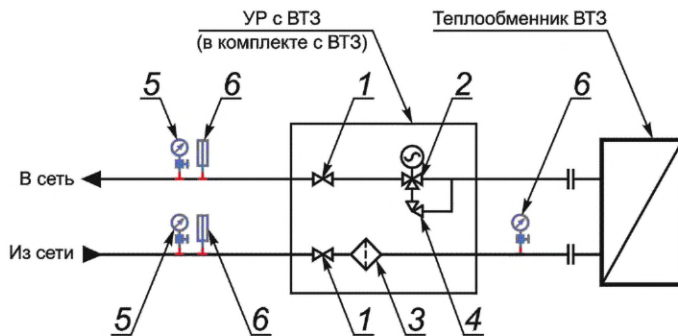 УР с ВТЗ
(в комплекте с ВТЗ)
Теплообменник ВТЗ
5 6 1 2 6
В сеть
Из сети
5 6 1 3 4